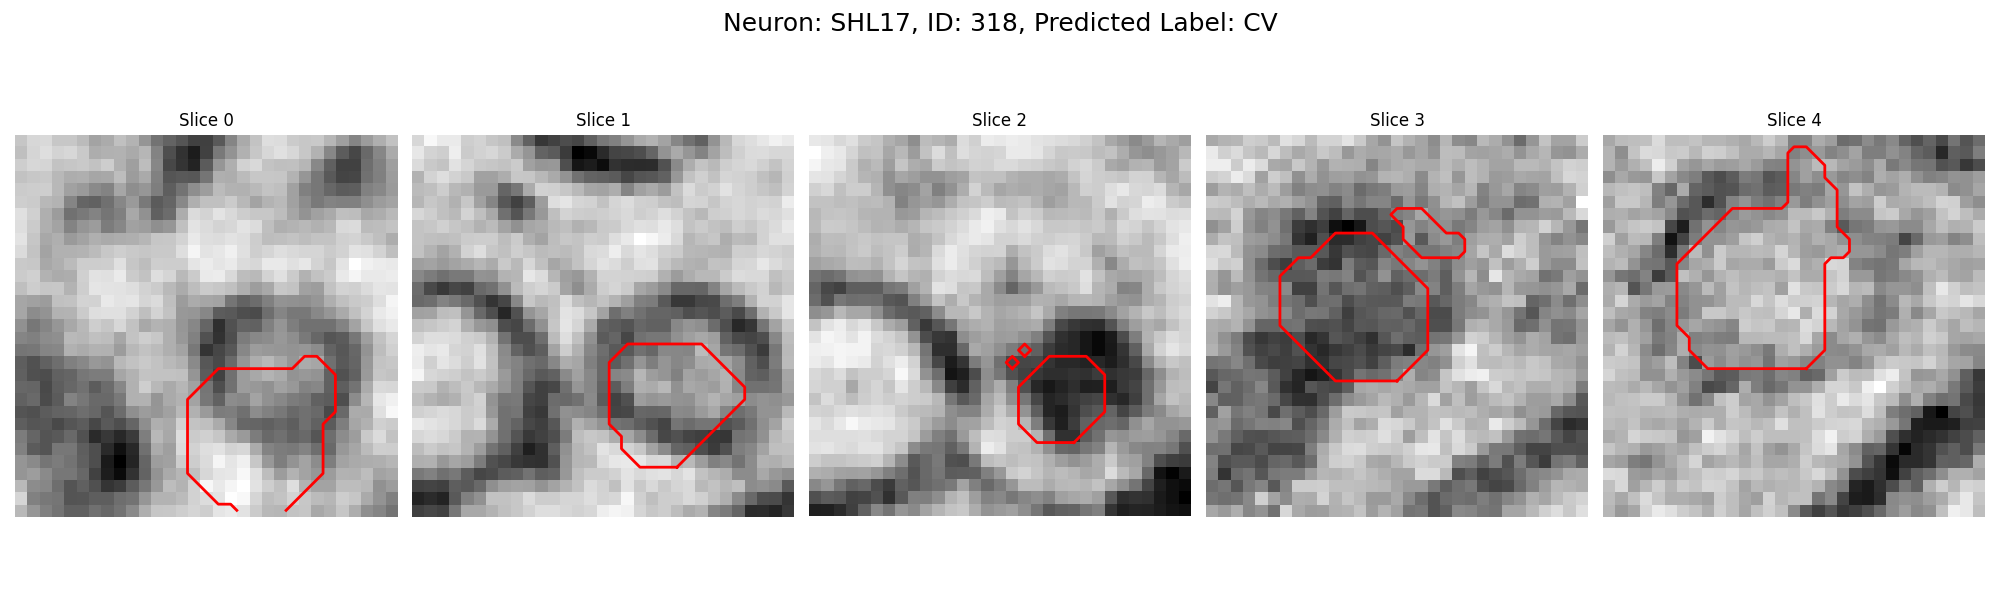 Neuron: SHL17, ID: 318, Predicted Label: CV
Slice 0
Slice 1
Slice 2
Slice 3
Slice 4